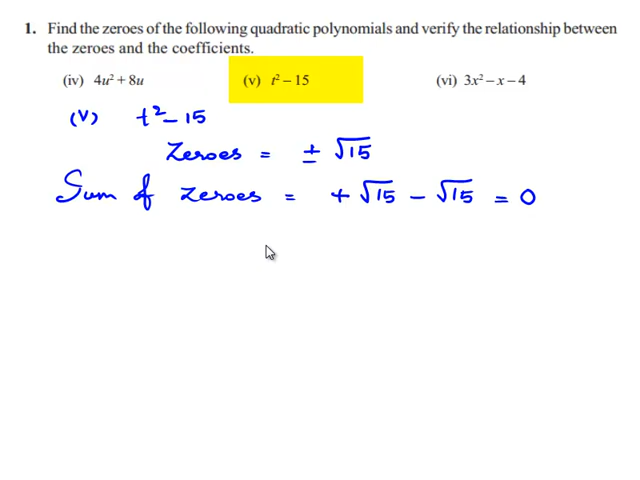 1. Find the zeroes of the following quadratic polynomials and verify the relationship between
the zeroes and the coefficients.
(iv) 4u² + 8u (v) t² – 15 (vi) 3x² – x – 4
(V) t² – 15
Zeroes = ± √15
Sum of zeroes = + √15 – √15 = 0